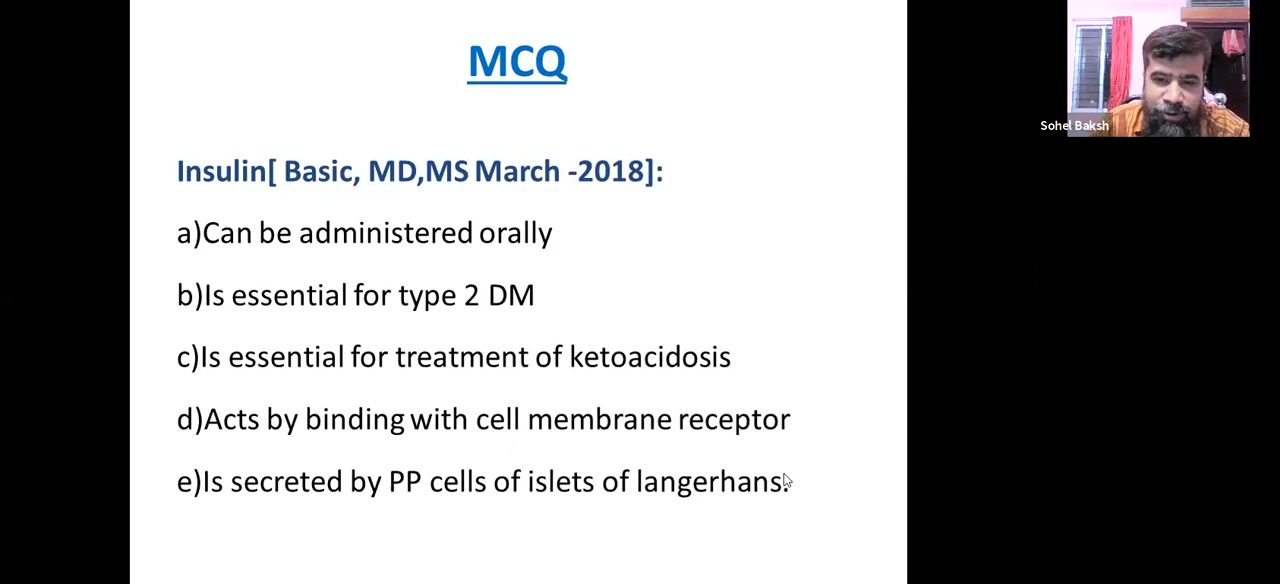 MCQ
Sohel Baksh
Insulin[ Basic, MD,MS March -2018]:
a)Can be administered orally
b)Is essential for type 2 DM
c)Is essential for treatment of ketoacidosis
d)Acts by binding with cell membrane receptor
e)Is secreted by PP cells of islets of langerhans.